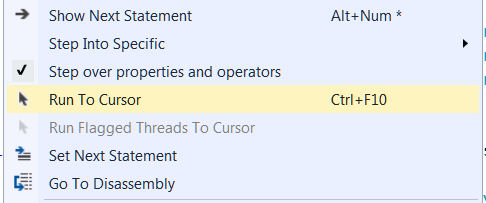 Show Next Statement Alt+Num *
Step Into Specific
Step over properties and operators
Run To Cursor Ctrl+F10
Run Flagged Threads To Cursor
Set Next Statement
Go To Disassembly